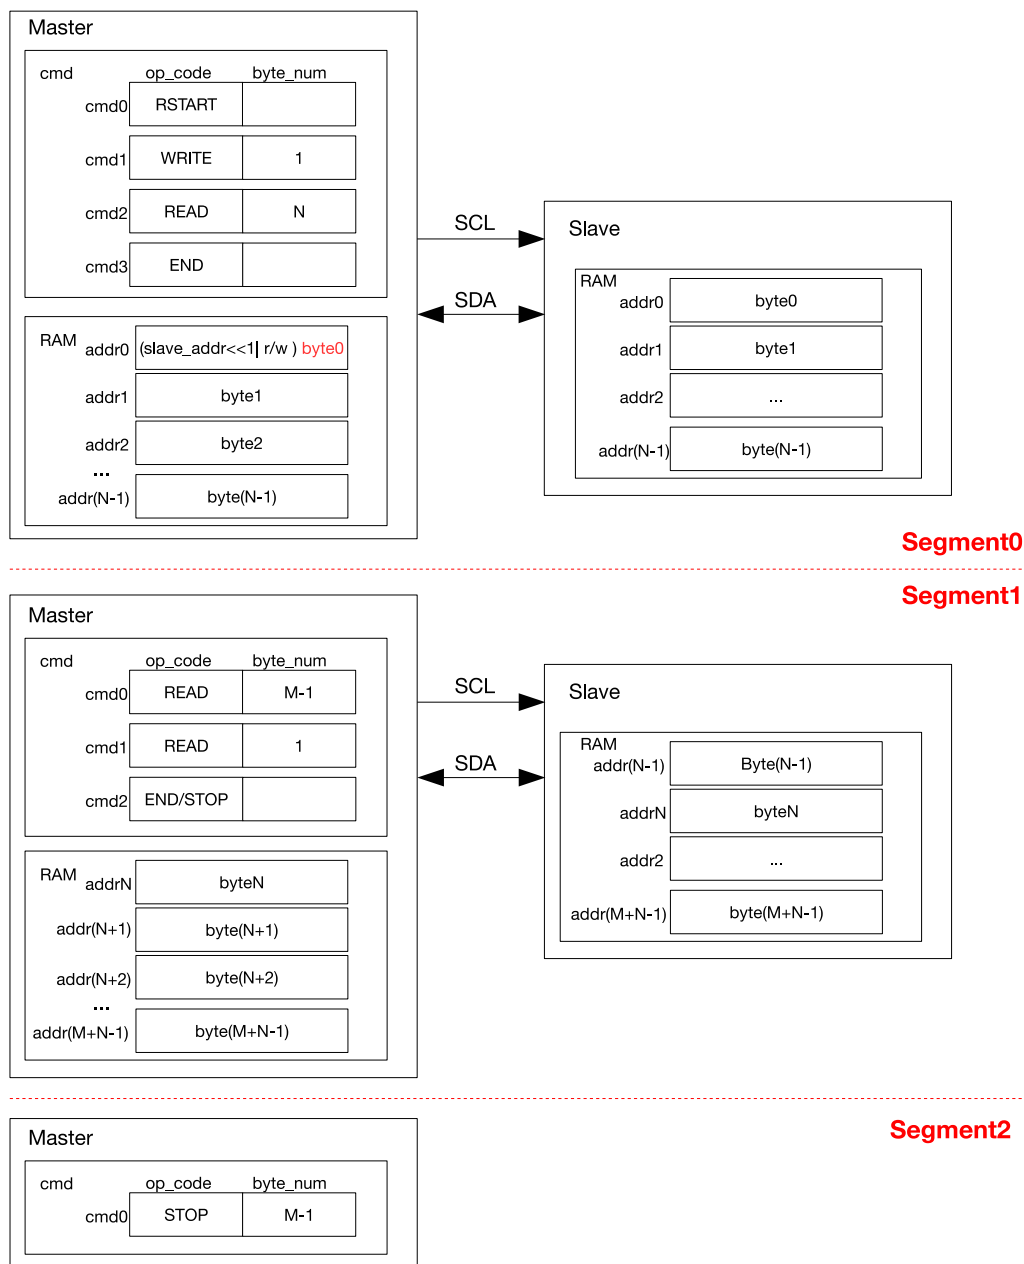 Master
cmd op_code byte_num
cmd0 RSTART
cmd1 WRITE 1
cmd2 READ N
cmd3 END
RAM addr0 (slave_addr<<1| r/w ) byte0
addr1 byte1
addr2 byte2
...
addr(N-1) byte(N-1)
SCL
SDA
Slave
RAM
addr0 byte0
addr1 byte1
addr2 ...
addr(N-1) byte(N-1)
Segment0
Segment1
Master
cmd op_code byte_num
cmd0 READ M-1
cmd1 READ 1
cmd2 END/STOP
RAM addrN byteN
addr(N+1) byte(N+1)
addr(N+2) byte(N+2)
...
addr(M+N-1) byte(M+N-1)
SCL
SDA
Slave
RAM
addr(N-1) Byte(N-1)
addrN byteN
addr2 ...
addr(M+N-1) byte(M+N-1)
Segment2
Master
cmd op_code byte_num
cmd0 STOP M-1